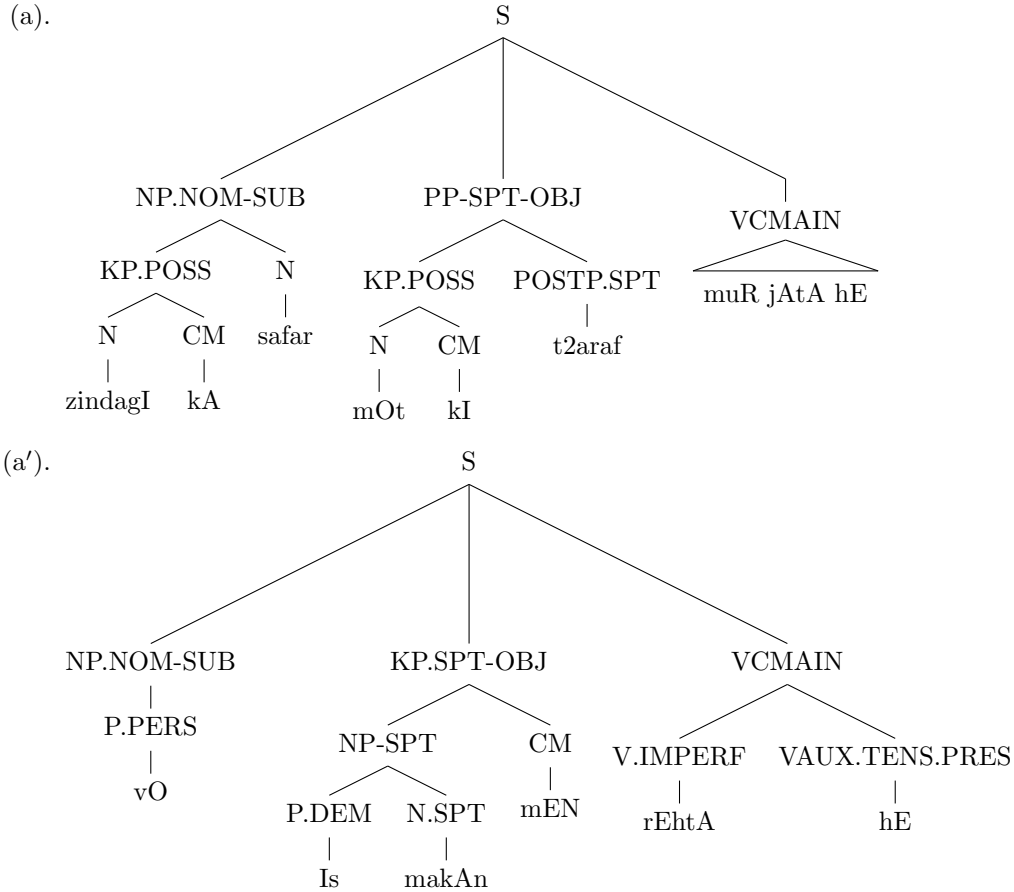 (a).
S
NP.NOM-SUB PP-SPT-OBJ VCMAIN
KP.POSS N KP.POSS POSTP.SPT muR jAtA hE
N CM safar N CM t2araf
zindagI kA mOt kI
(a′).
S
NP.NOM-SUB KP.SPT-OBJ VCMAIN
P.PERS NP-SPT CM V.IMPERF VAUX.TENS.PRES
vO P.DEM N.SPT mEN rEhtA hE
Is makAn